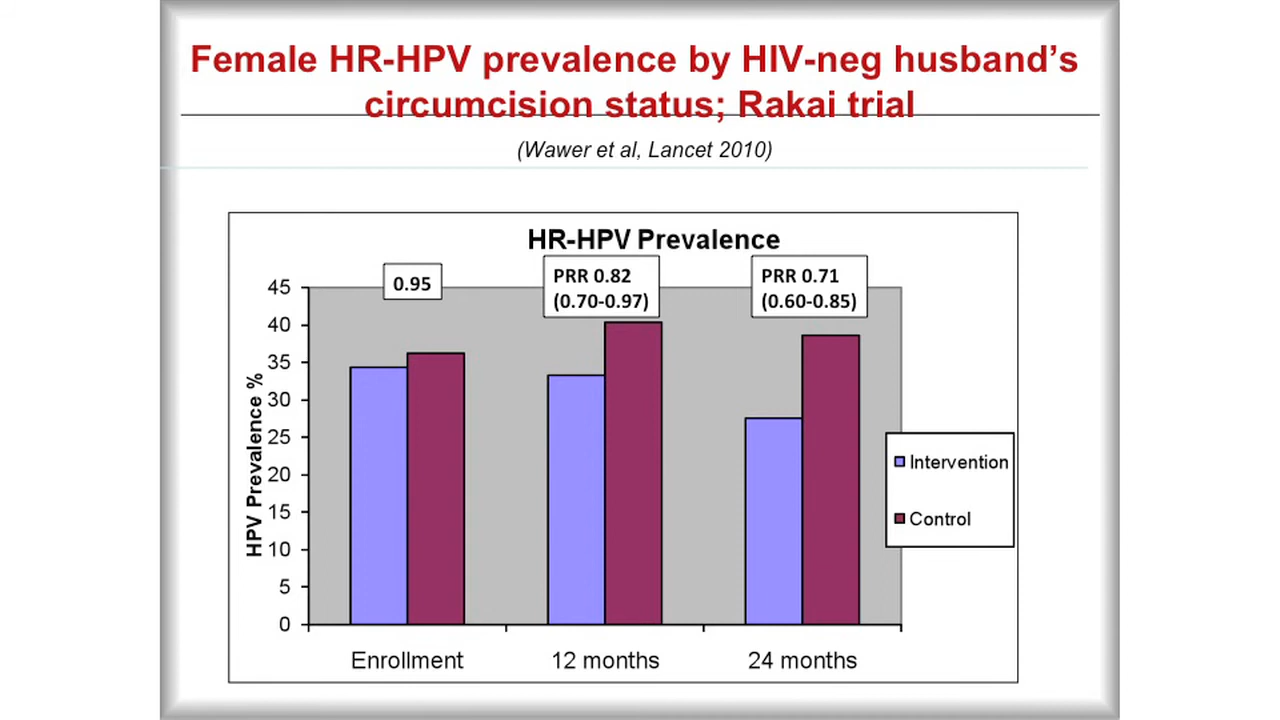 Female HR-HPV prevalence by HIV-neg husband's
circumcision status; Rakai trial
(Wawer et al, Lancet 2010)
HR-HPV Prevalence
0.95
PRR 0.82
(0.70-0.97)
PRR 0.71
(0.60-0.85)
HPV Prevalence %
45
40
35
30
25
20
15
10
5
0
Enrollment
12 months
24 months
Intervention
Control